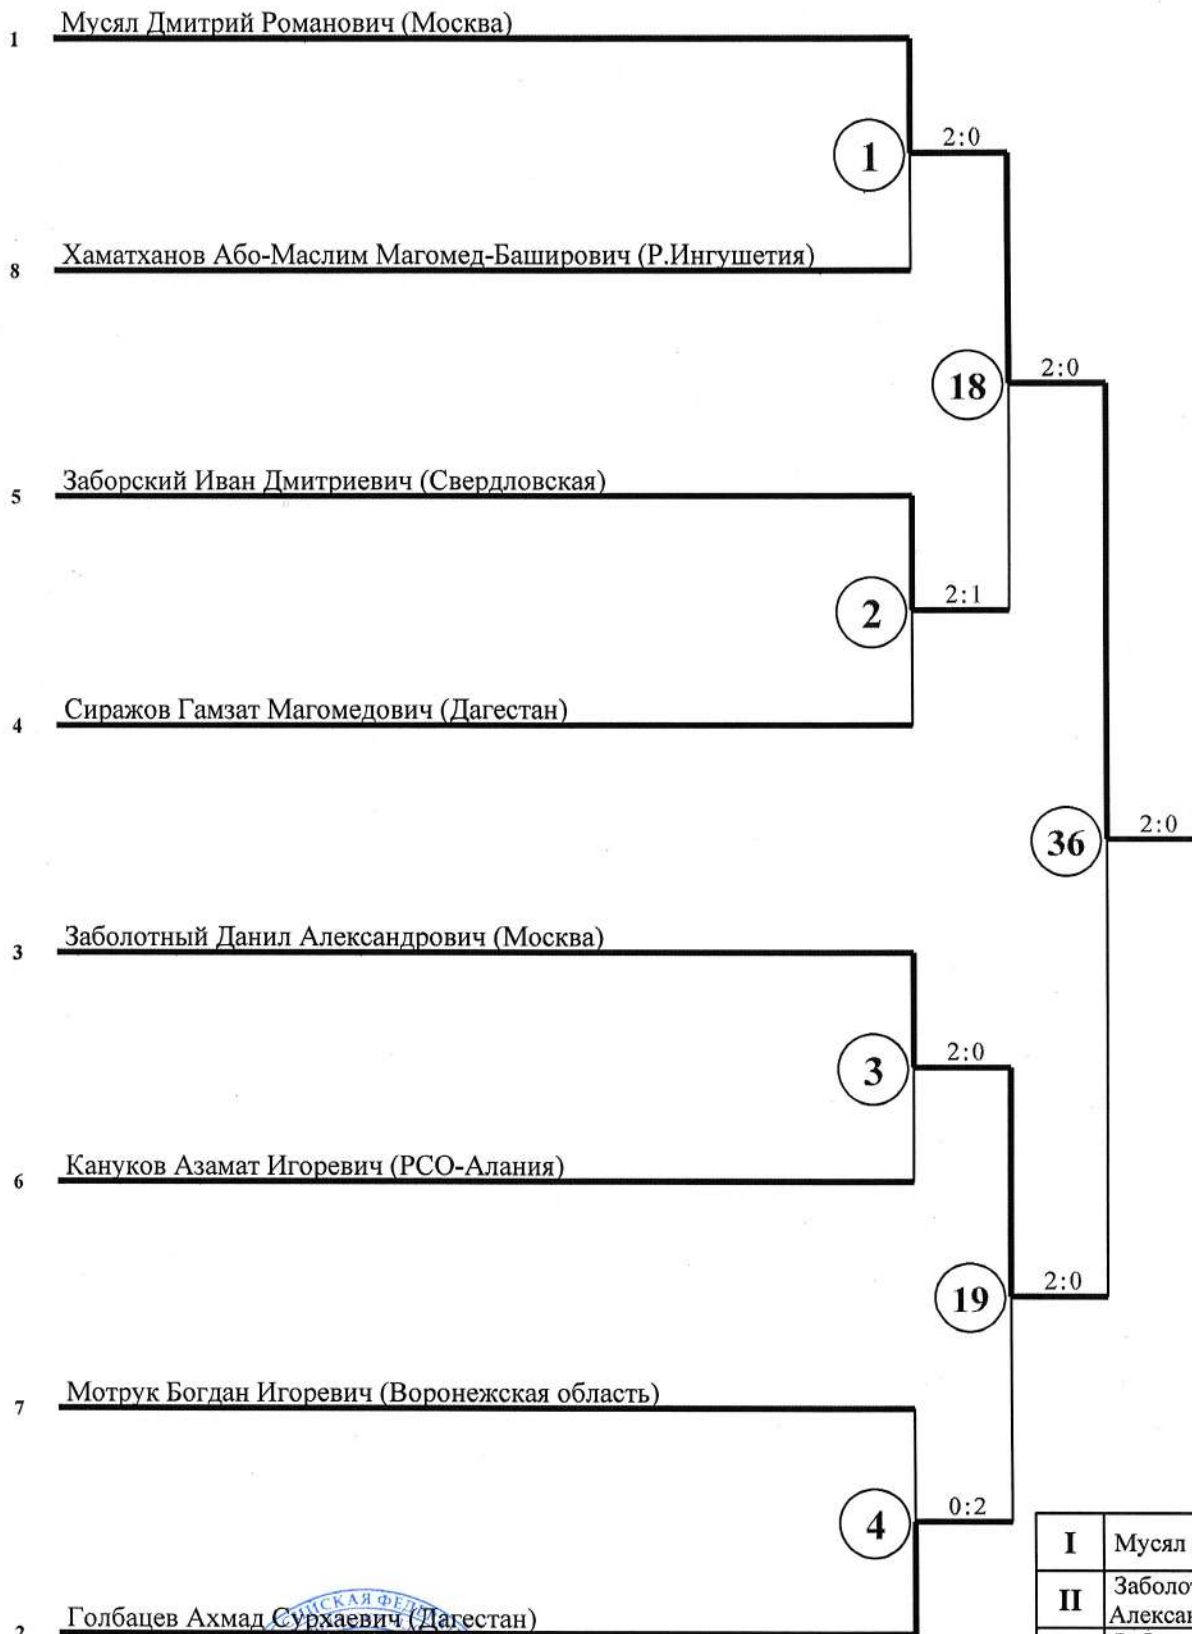 1 Мусял Дмитрий Романович (Москва)
1 2:0
8 Хаматханов Або-Маслим Магомед-Баширович (Р.Ингушетия)
18 2:0
5 Заборский Иван Дмитриевич (Свердловская)
2 2:1
4 Сиражов Гамзат Магомедович (Дагестан)
36 2:0
3 Заболотный Данил Александрович (Москва)
3 2:0
6 Кануков Азамат Игоревич (РСО-Алания)
19 2:0
7 Мотрук Богдан Игоревич (Воронежская область)
4 0:2
I Мусял
II Заболот
Алексан
2 Голбацев Ахмад Сурхаевич (Дагестан)